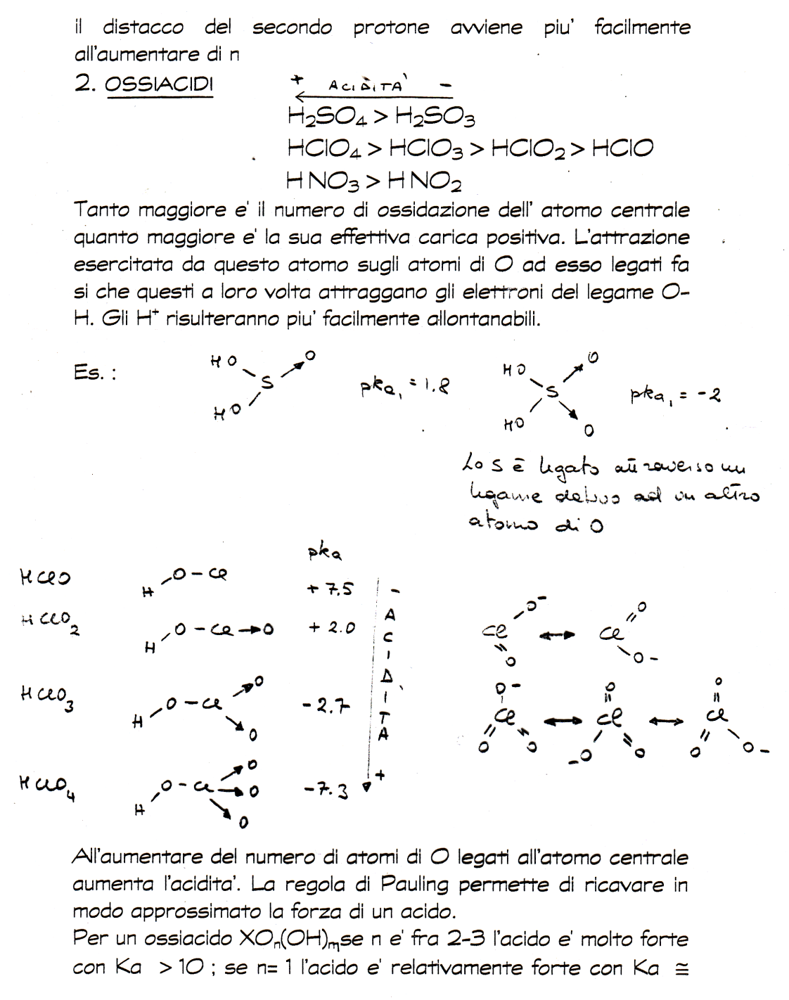 il distacco del secondo protone avviene piu' facilmente
all'aumentare di n
2. OSSIACIDI
+ ACIDITA' -
H₂SO₄ > H₂SO₃
HClO₄ > HClO₃ > HClO₂ > HClO
HNO₃ > HNO₂
Tanto maggiore e' il numero di ossidazione dell' atomo centrale
quanto maggiore e' la sua effettiva carica positiva. L'attrazione
esercitata da questo atomo sugli atomi di O ad esso legati fa
si che questi a loro volta attraggano gli elettroni del legame O-
H. Gli H⁺ risulteranno piu' facilmente allontanabili.
Es. :
HO O
S
HO
pka₁ = 1.8
HO O
S
HO O
pka₁ = -2
Lo S è legato attraverso un
legame debus ad un altro
atomo di O
pka
HClO H O - Cl + 7.5
HClO₂ H O - Cl → O + 2.0
HClO₃ H O - Cl O O - 2.7
HClO₄ H O - Cl O O O - 7.3
- ACIDITA' +
Cl O⁻ O ↔ Cl O O -
O - Cl O O ↔ O Cl - O O ↔ O Cl O O -
All'aumentare del numero di atomi di O legati all'atomo centrale
aumenta l'acidita'. La regola di Pauling permette di ricavare in
modo approssimato la forza di un acido.
Per un ossiacido XOₙ(OH)ₘse n e' fra 2-3 l'acido e' molto forte
con Ka > 10 ; se n= 1 l'acido e' relativamente forte con Ka ≅